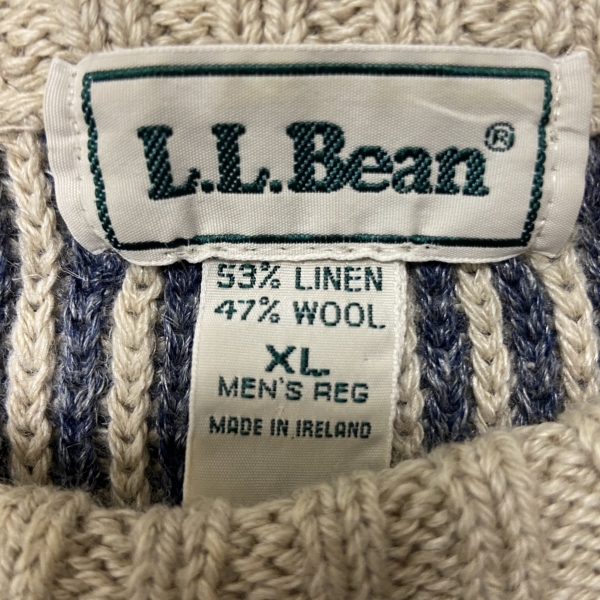 L.L.Bean®
53% LINEN
47% WOOL
XL
MEN'S REG
MADE IN IRELAND